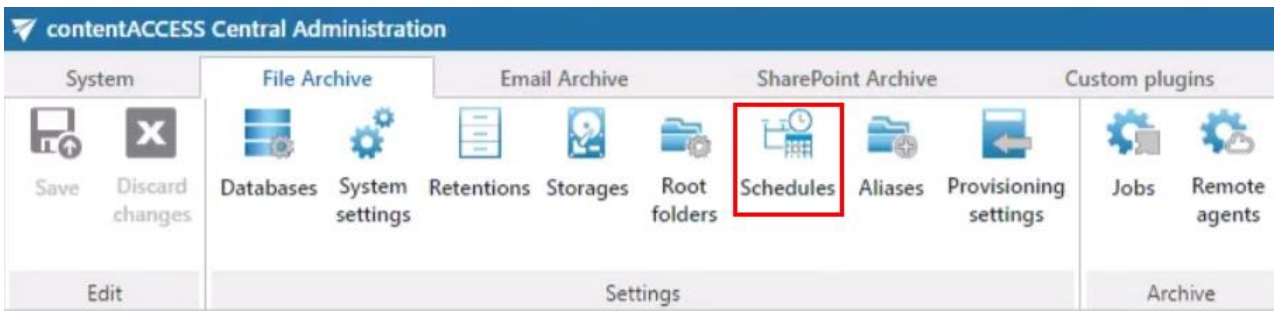 contentACCESS Central Administration
System File Archive Email Archive SharePoint Archive Custom plugins
Save Discard changes Databases System settings Retentions Storages Root folders Schedules Aliases Provisioning settings Jobs Remote agents
Edit Settings Archive